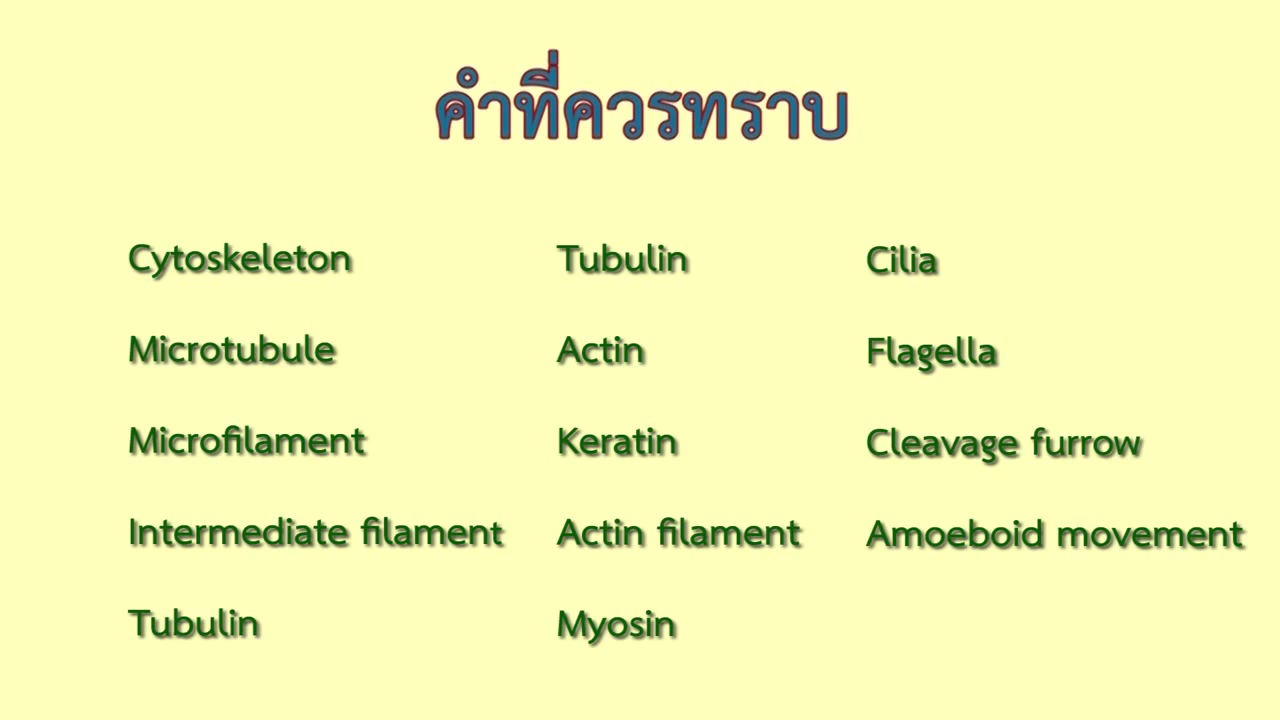 คำที่ควรทราบ
Cytoskeleton
Microtubule
Microfilament
Intermediate filament
Tubulin
Tubulin
Actin
Keratin
Actin filament
Myosin
Cilia
Flagella
Cleavage furrow
Amoeboid movement